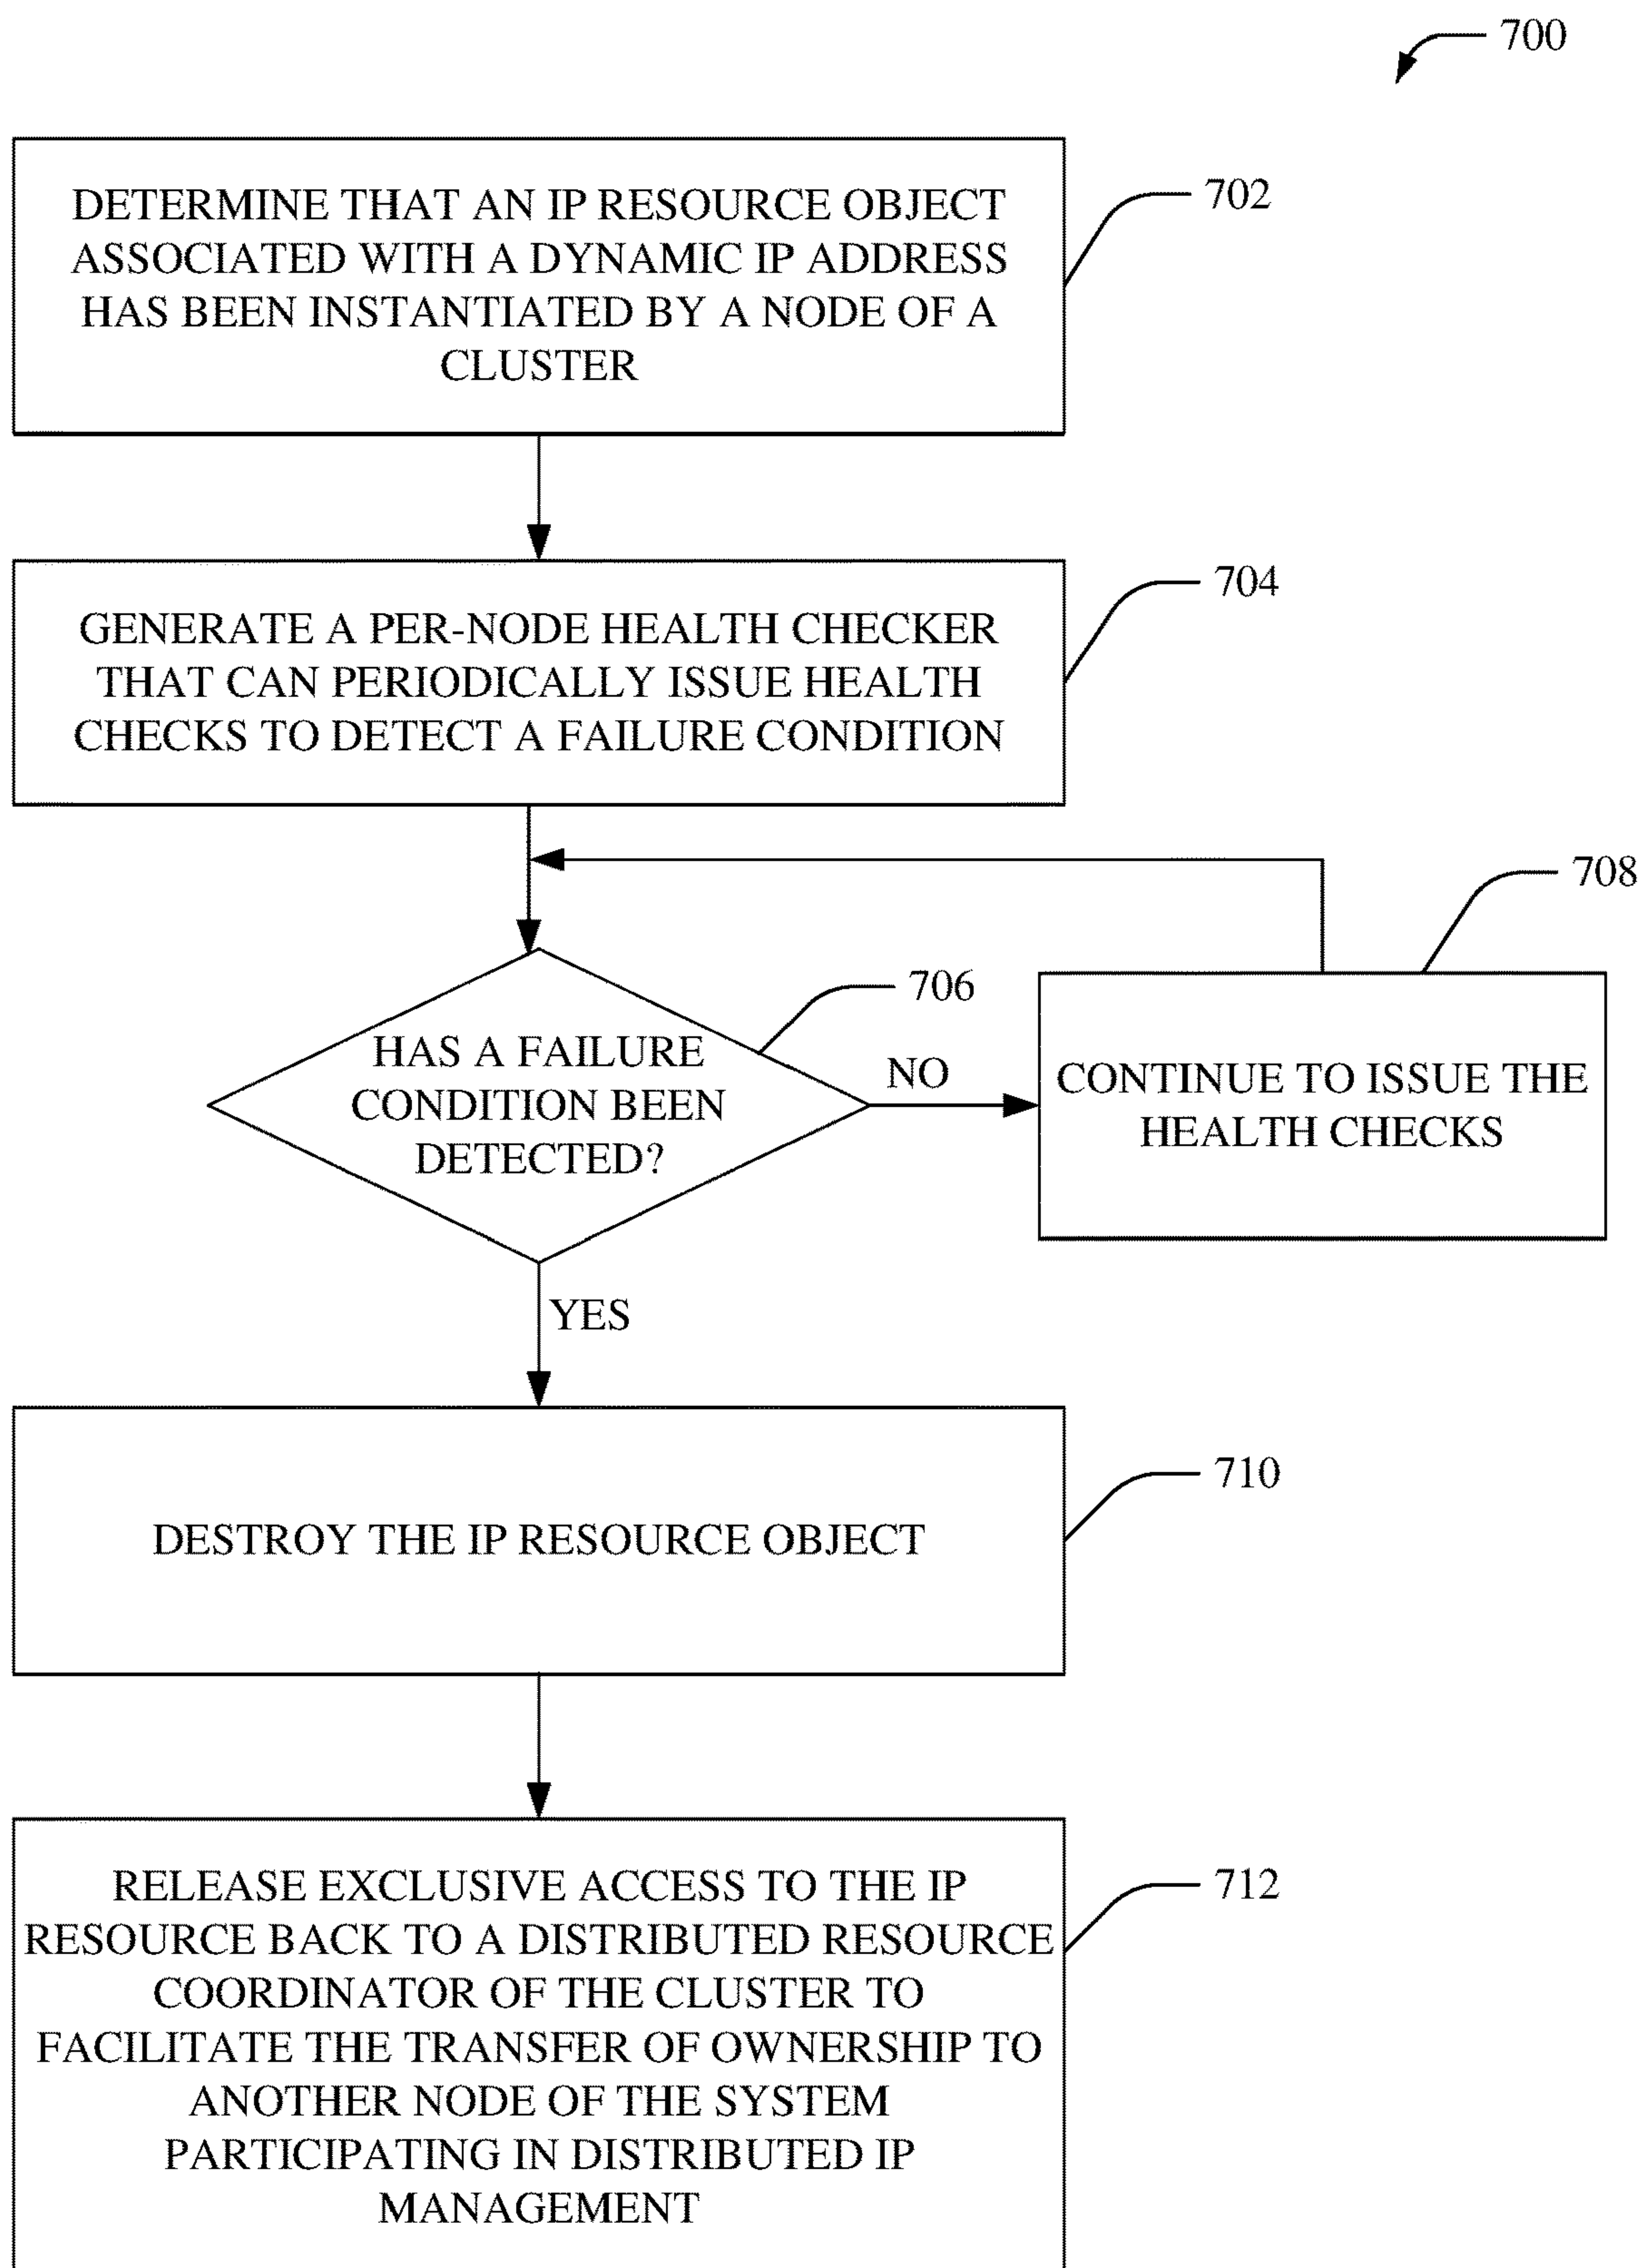 700
DETERMINE THAT AN IP RESOURCE OBJECT
ASSOCIATED WITH A DYNAMIC IP ADDRESS
HAS BEEN INSTANTIATED BY A NODE OF A
CLUSTER
702
GENERATE A PER-NODE HEALTH CHECKER
THAT CAN PERIODICALLY ISSUE HEALTH
CHECKS TO DETECT A FAILURE CONDITION
704
HAS A FAILURE
CONDITION BEEN
DETECTED?
706
NO
CONTINUE TO ISSUE THE
HEALTH CHECKS
708
YES
DESTROY THE IP RESOURCE OBJECT
710
RELEASE EXCLUSIVE ACCESS TO THE IP
RESOURCE BACK TO A DISTRIBUTED RESOURCE
COORDINATOR OF THE CLUSTER TO
FACILITATE THE TRANSFER OF OWNERSHIP TO
ANOTHER NODE OF THE SYSTEM
PARTICIPATING IN DISTRIBUTED IP
MANAGEMENT
712